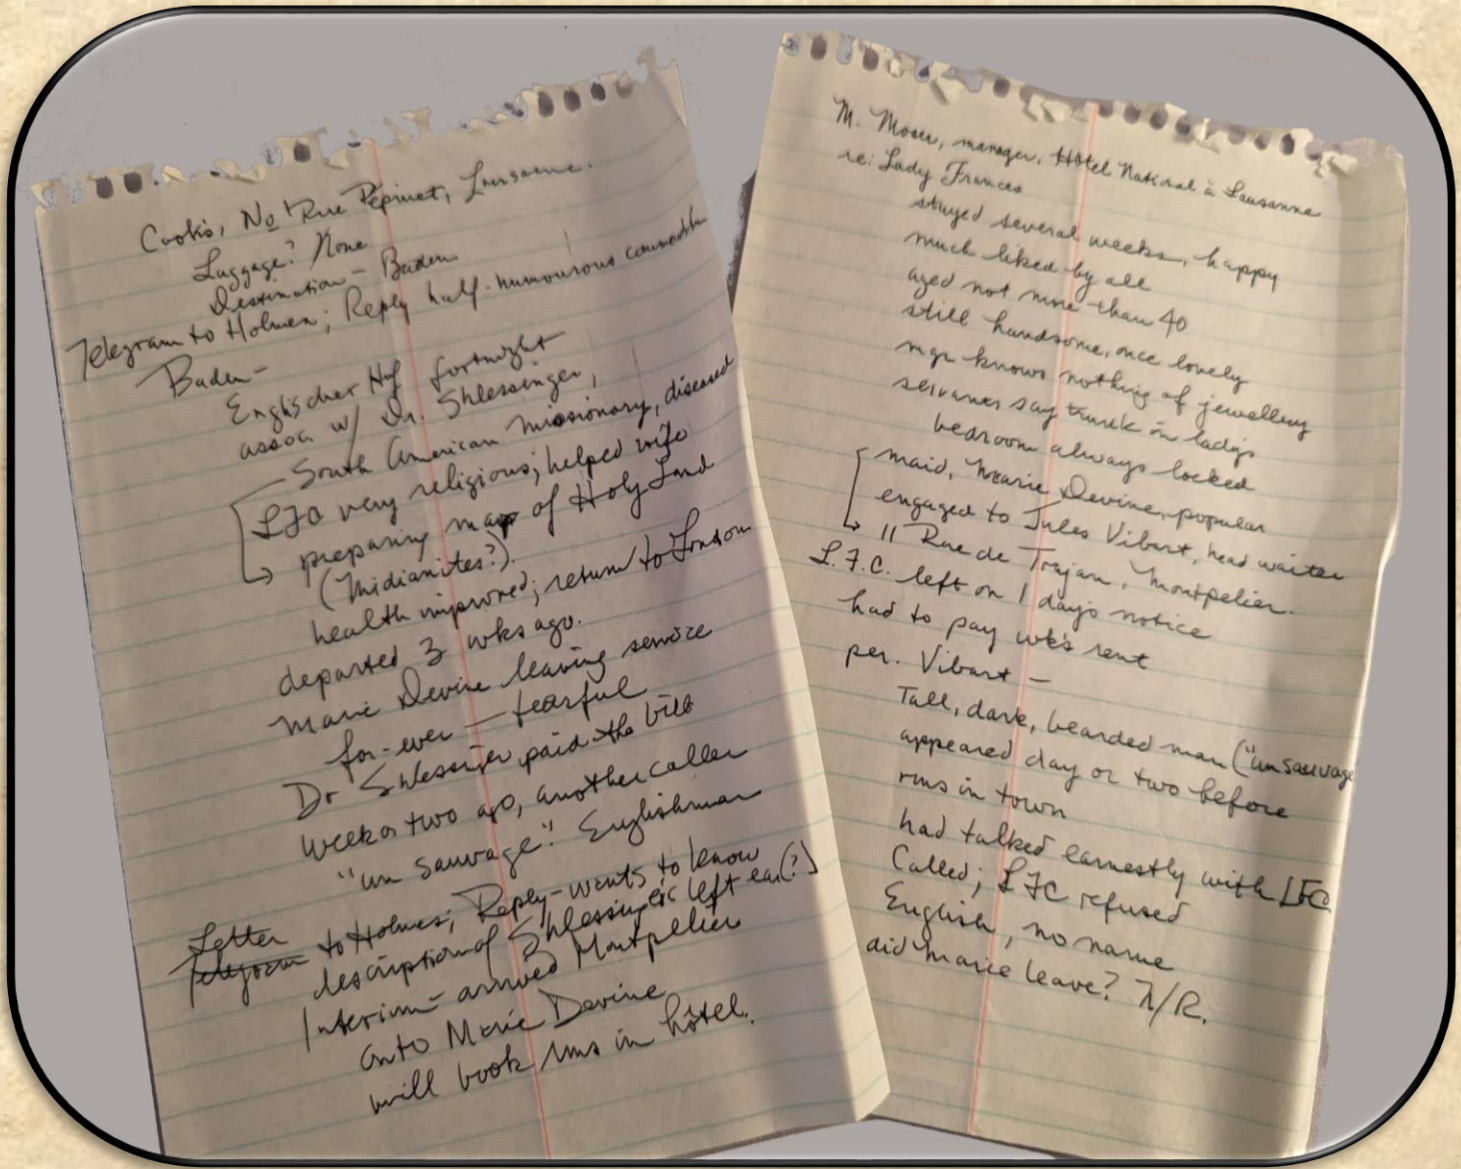 Cook's, No Rue Pépinet, Lausanne.
Luggage? None
Destination - Baden
Telegram to Holmes; Reply half-humourous commendation
Baden -
Englischer Hof fortnight
assoc w/ Dr. Shlessinger,
South American missionary, diseased
LFC very religious; helped wife
preparing map of Holy Land
(Midianites?).
health improved; return to London
departed 3 wks ago.
Marie Devine leaving service
for-ever — tearful
Dr Shlessinger paid the bill
week or two ago, another caller
"un sauvage". Englishman
Letter
Telegram to Holmes; Reply - wants to know
description of Shlessinger's left ear (?)
Interim - arrived Montpellier
onto Marie Devine
will book rms in hôtel.
M. Moser, manager, Hôtel National à Lausanne
re: Lady Frances
stayed several weeks, happy
much liked by all
aged not more than 40
still handsome, once lovely
mgr knows nothing of jewellery
servants say trunk in lady's
bedroom always locked
maid, Marie Devine, popular
engaged to Jules Vibart, head waiter
11 Rue de Trajan, Montpelier.
L.F.C. left on 1 day's notice
had to pay wk's rent
per. Vibart —
Tall, dark, bearded man ("un sauvage
appeared day or two before
rms in town
had talked earnestly with LFC
Called; LFC refused
English, no name
did Marie leave? N/R.